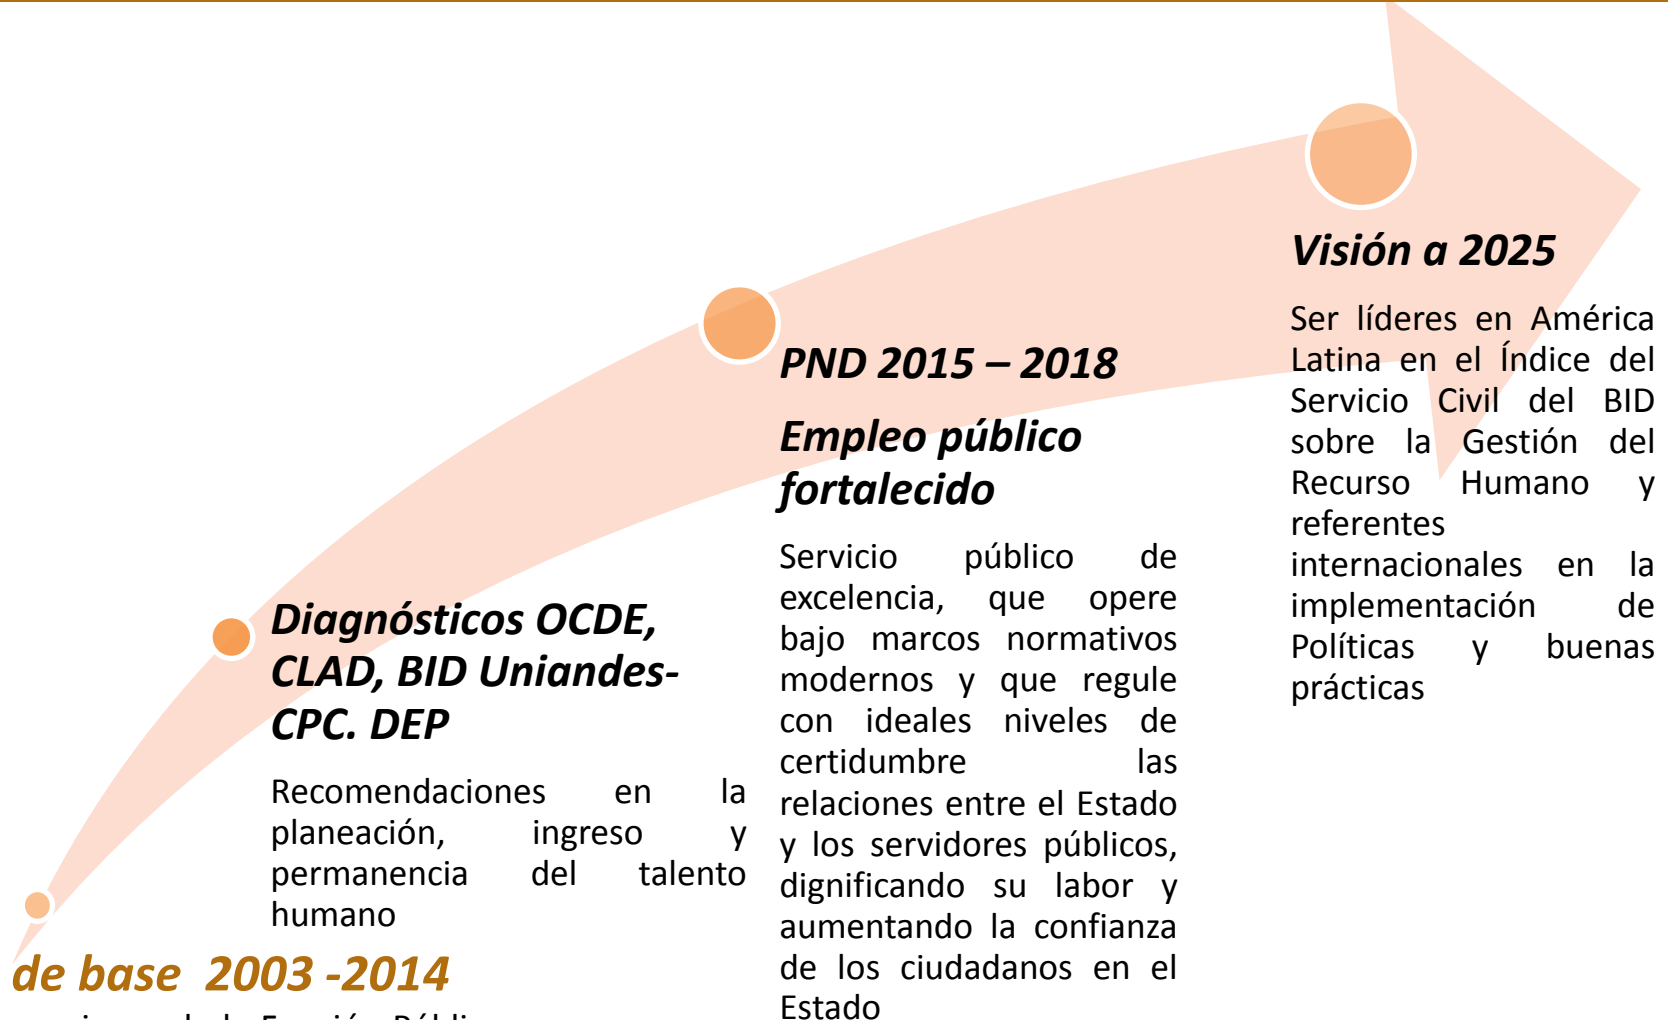 Visión a 2025
Ser líderes en América
Latina en el Índice del
Servicio Civil del BID
sobre la Gestión del
Recurso Humano y
referentes
internacionales en la
implementación de
Políticas y buenas
prácticas
PND 2015 – 2018
Empleo público
fortalecido
Servicio público de
excelencia, que opere
bajo marcos normativos
modernos y que regule
con ideales niveles de
certidumbre las
relaciones entre el Estado
y los servidores públicos,
dignificando su labor y
aumentando la confianza
de los ciudadanos en el
Estado
Diagnósticos OCDE,
CLAD, BID Uniandes-
CPC. DEP
Recomendaciones en la
planeación, ingreso y
permanencia del talento
humano
de base 2003 -2014